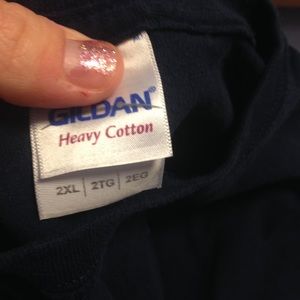 GILDAN®
Heavy Cotton
2XL | 2TG | 2EG